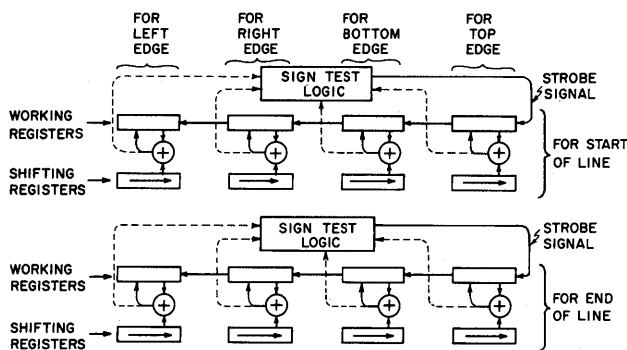 FOR
LEFT
EDGE
FOR
RIGHT
EDGE
FOR
BOTTOM
EDGE
FOR
TOP
EDGE
SIGN TEST
LOGIC
STROBE
SIGNAL
WORKING
REGISTERS
SHIFTING
REGISTERS
FOR START
OF LINE
SIGN TEST
LOGIC
STROBE
SIGNAL
WORKING
REGISTERS
SHIFTING
REGISTERS
FOR END
OF LINE